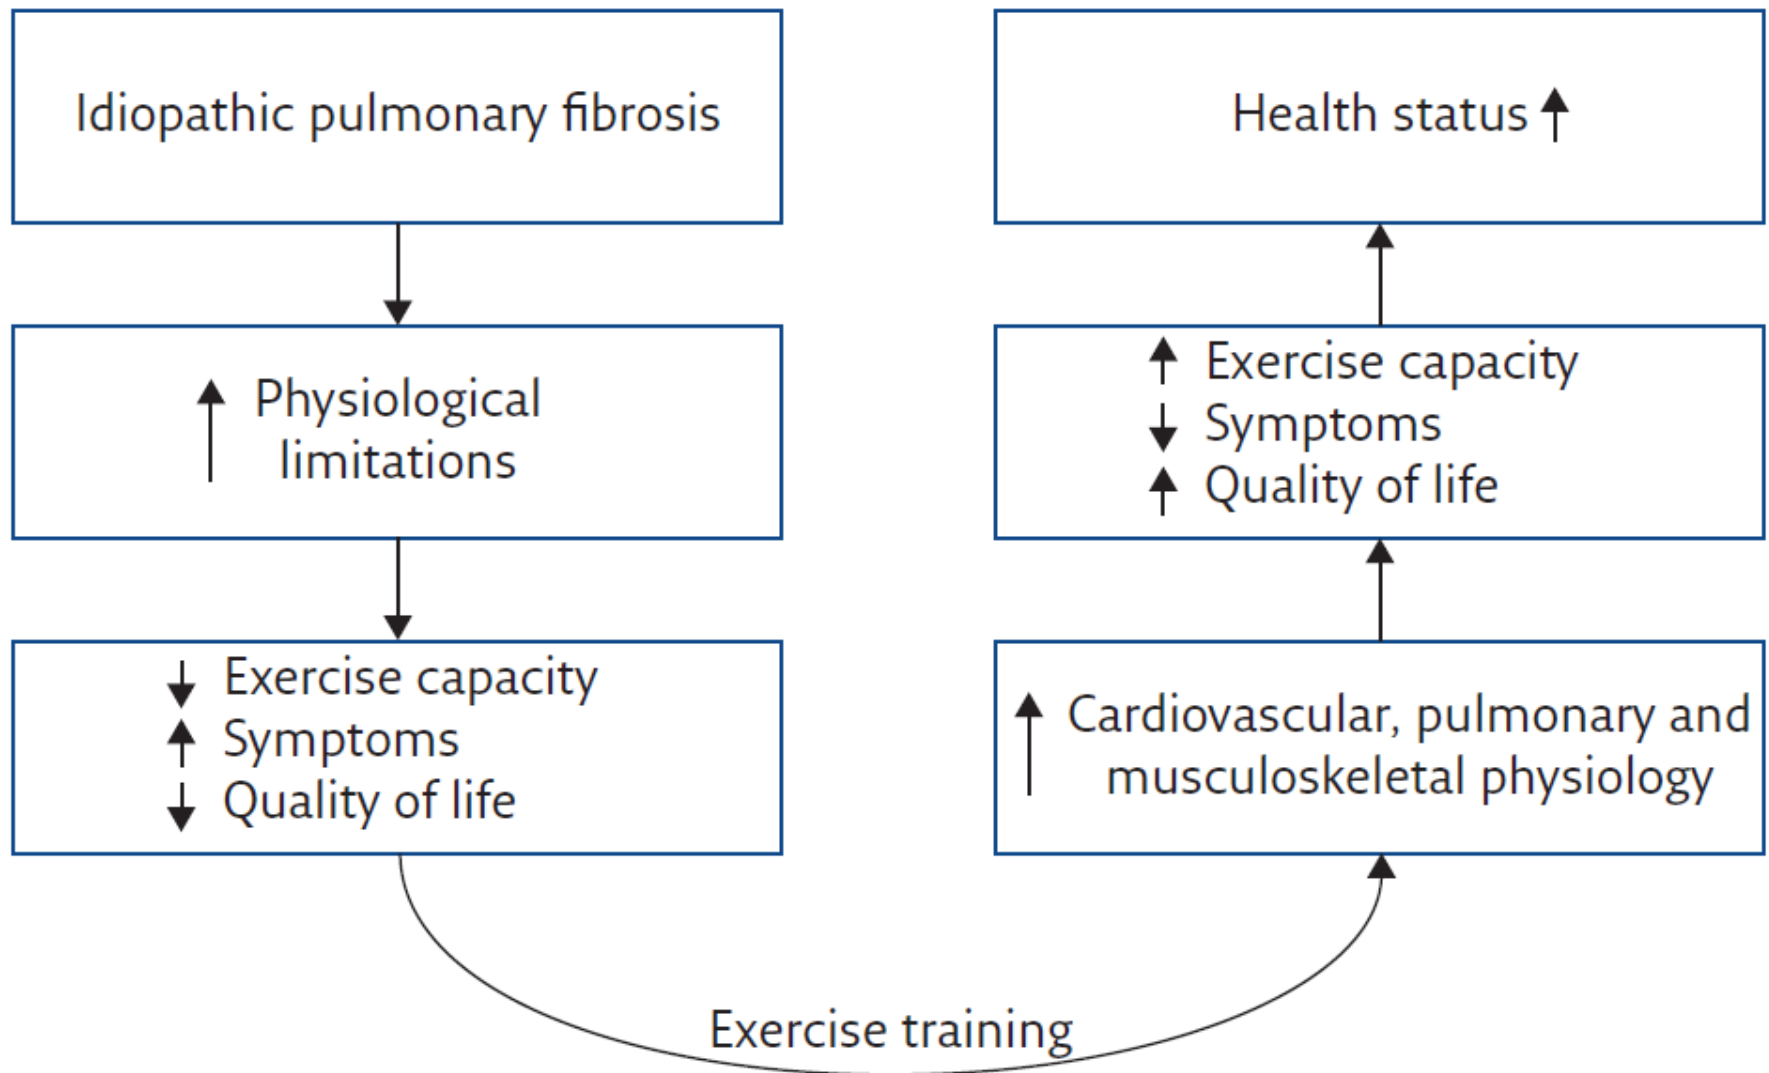 Idiopathic pulmonary fibrosis
↑ Physiological
limitations
↓ Exercise capacity
↑ Symptoms
↓ Quality of life
Exercise training
↑ Cardiovascular, pulmonary and
musculoskeletal physiology
↑ Exercise capacity
↓ Symptoms
↑ Quality of life
Health status ↑